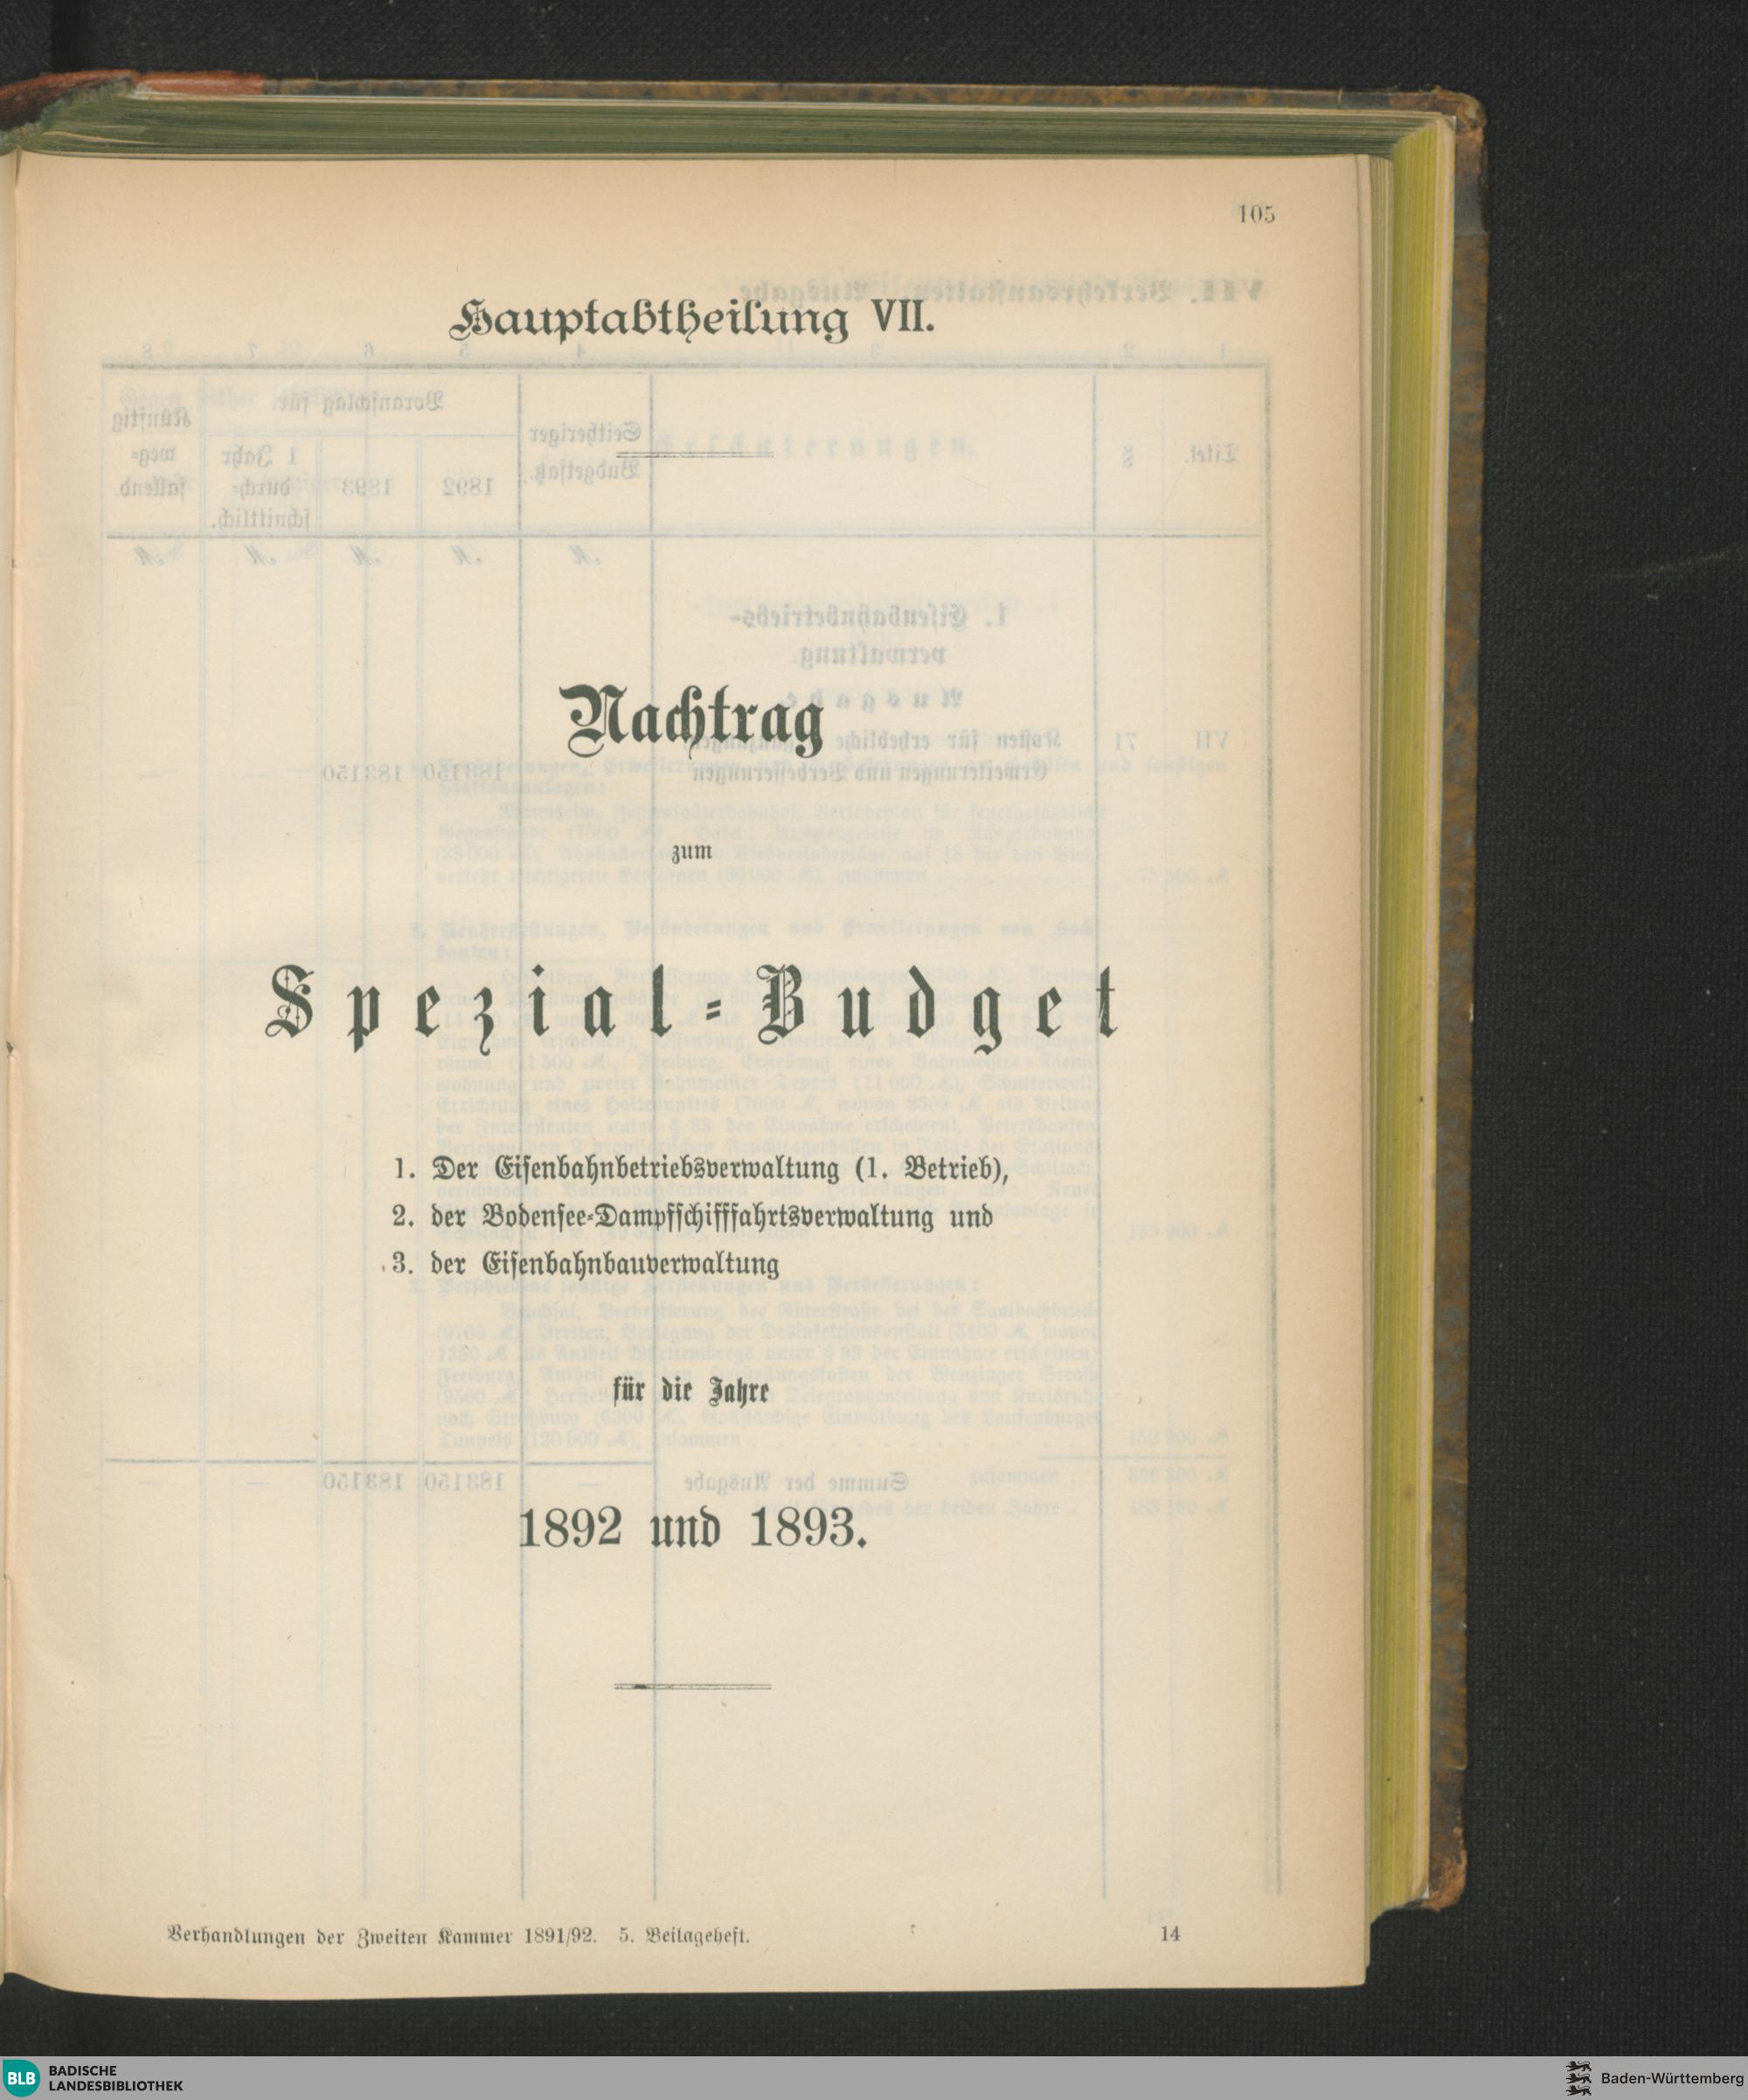 105
Hauptabtheilung VII.
Nachtrag
zum
Spezial-Budget
1. Der Eisenbahnbetriebsverwaltung (1. Betrieb),
2. der Bodensee-Dampfschifffahrtsverwaltung und
3. der Eisenbahnbauverwaltung
für die Jahre
1892 und 1893.
Verhandlungen der Zweiten Kammer 1891/92. 5. Beilageheft.
14
BLB BADISCHE
LANDESBIBLIOTHEK
Baden-Württemberg